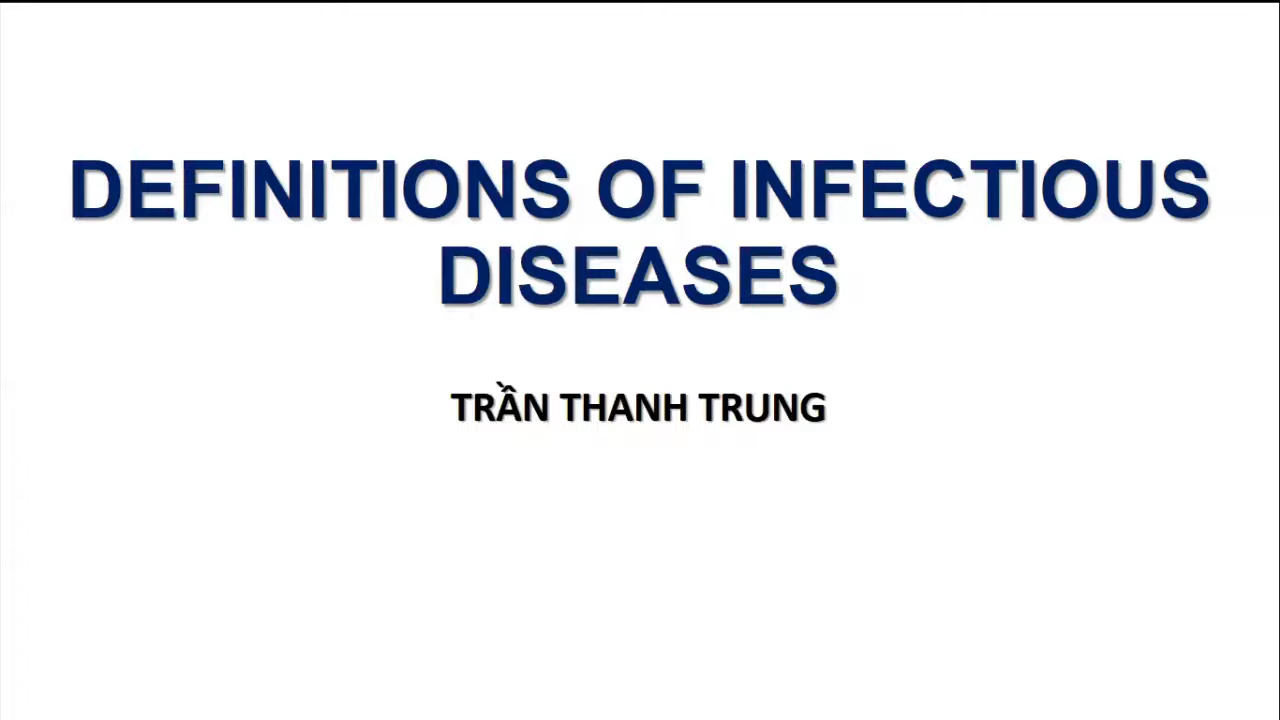 DEFINITIONS OF INFECTIOUS
DISEASES
TRẦN THANH TRUNG